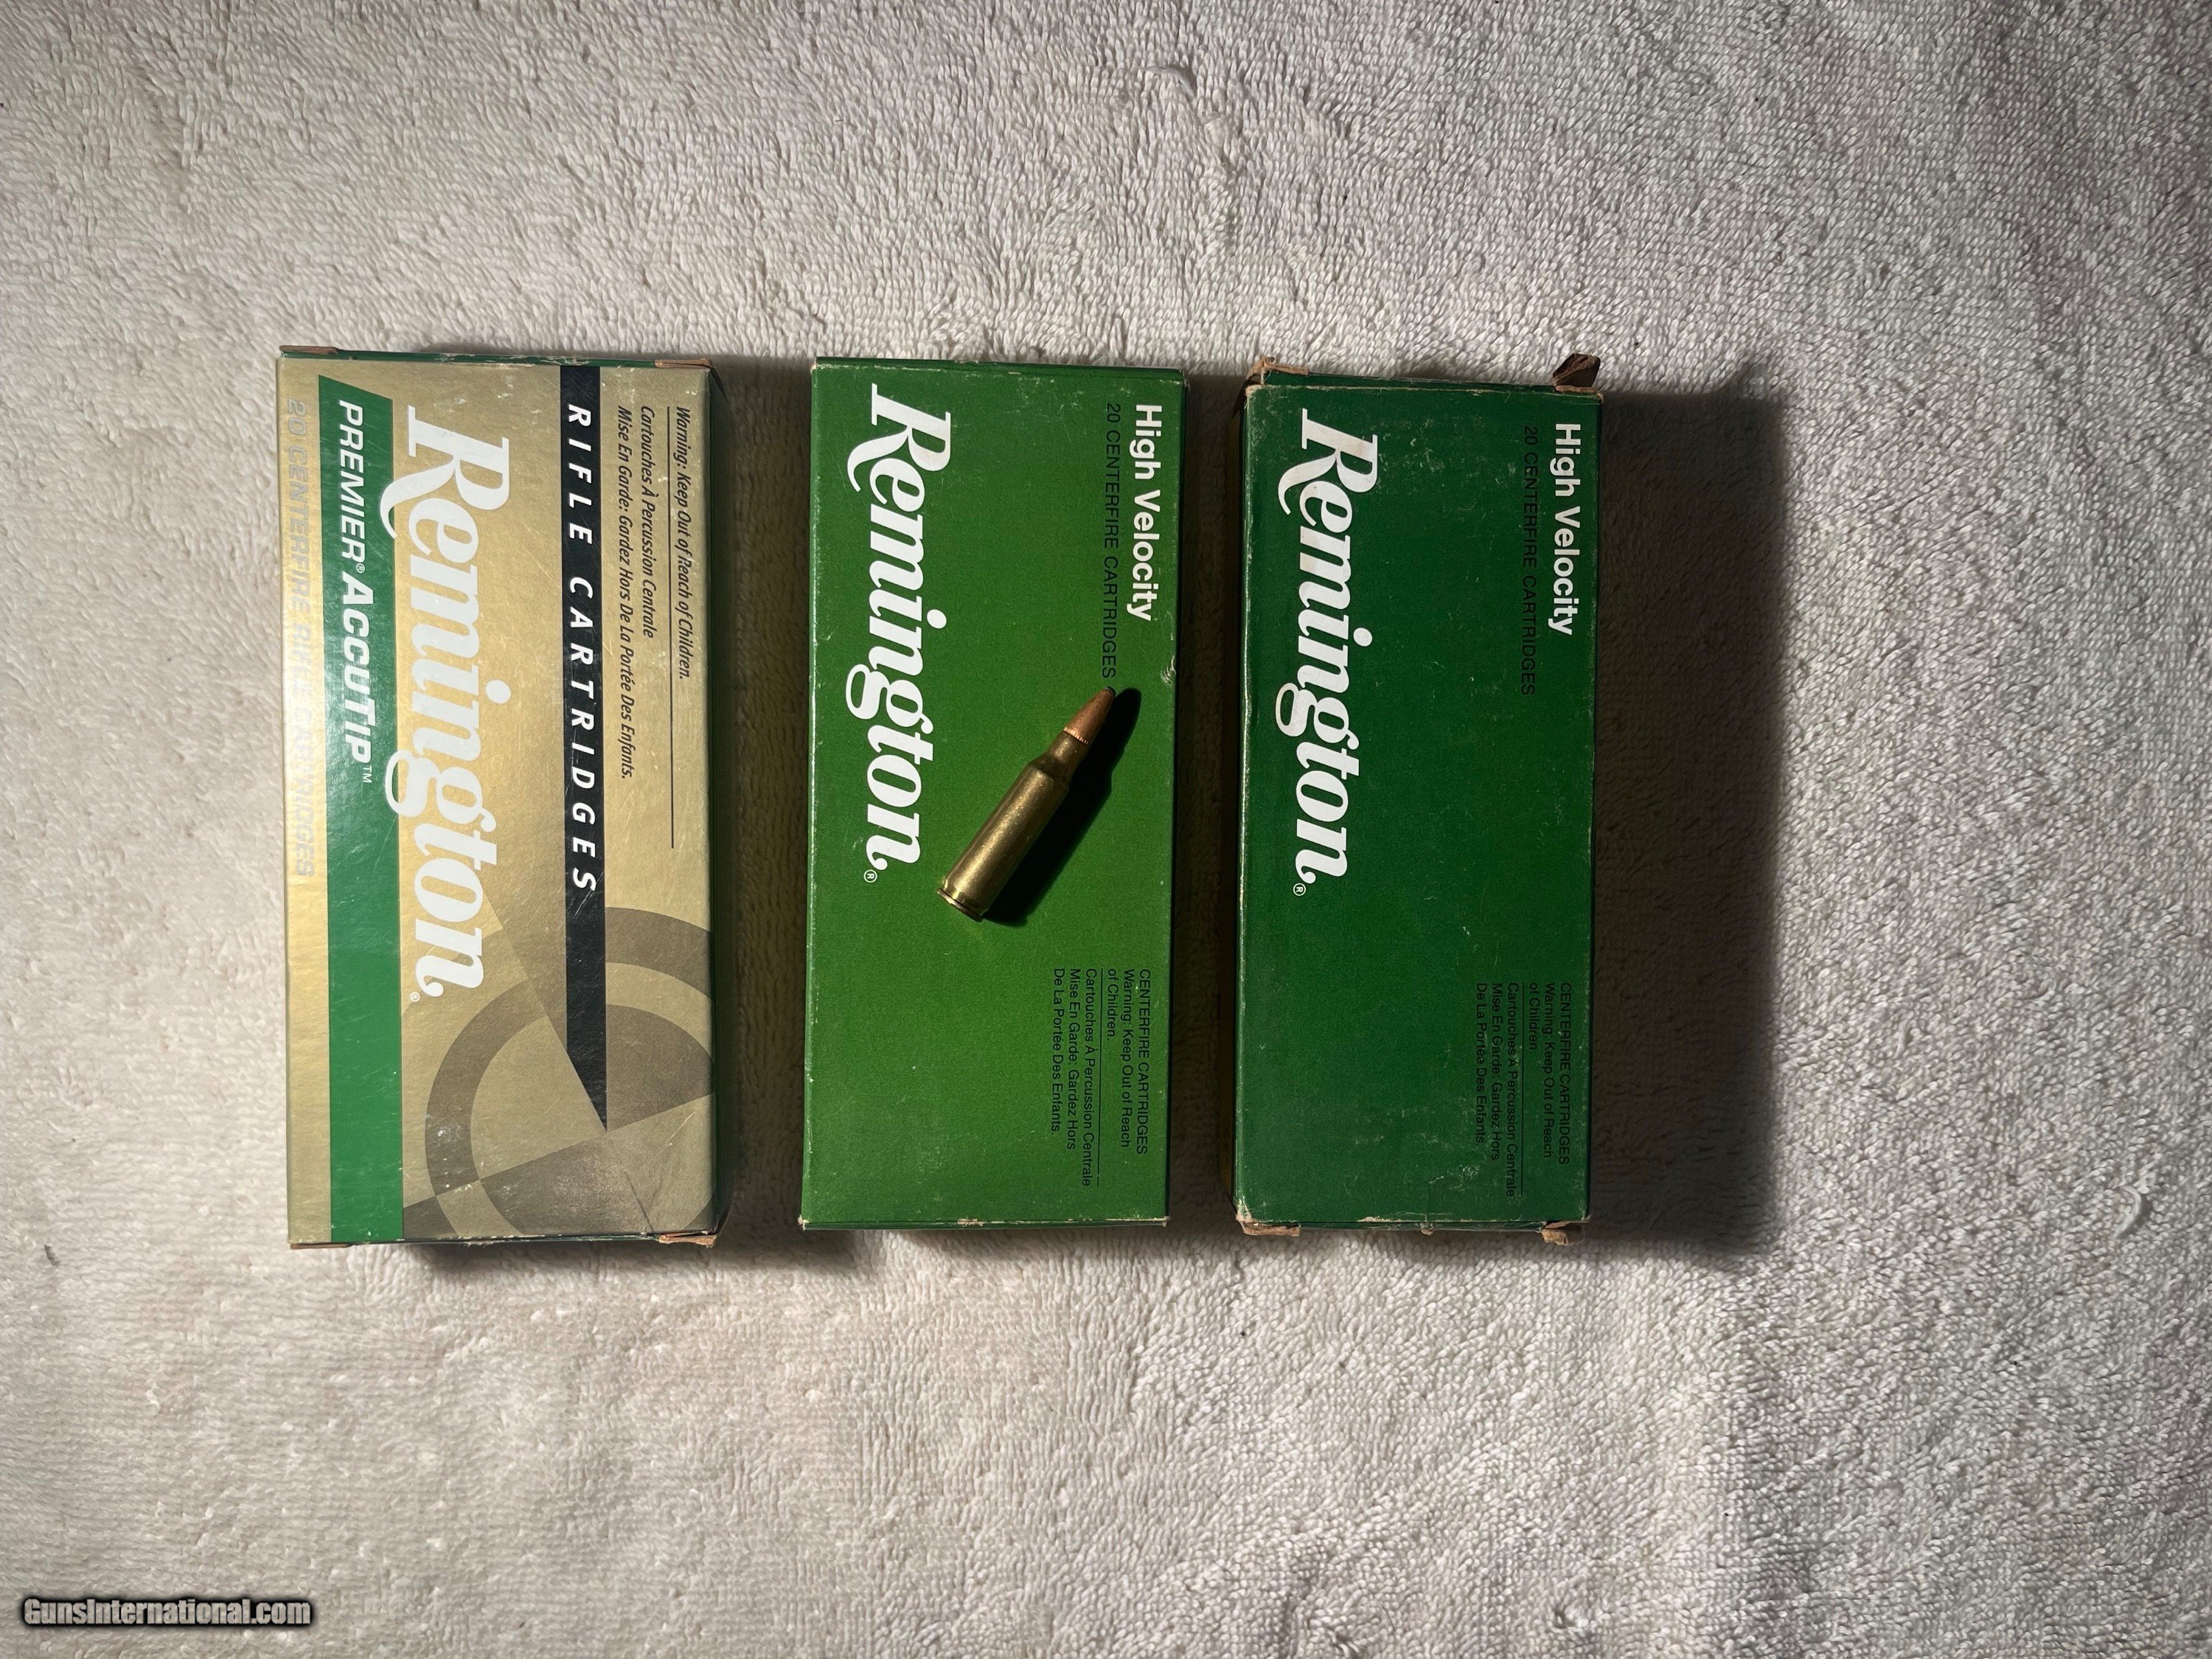 Warning: Keep Out of Reach of Children.
Cartouches À Percussion Centrale
Mise En Garde: Gardez Hors De La Portée Des Enfants.
RIFLE CARTRIDGES
Remington®
PREMIER® ACCUTIP™
20 CENTERFIRE RIFLE CARTRIDGES
High Velocity
20 CENTERFIRE CARTRIDGES
Remington®
CENTERFIRE CARTRIDGES
Warning: Keep Out of Reach
of Children.
Cartouches À Percussion Centrale
Mise En Garde: Gardez Hors
De La Portée Des Enfants.
High Velocity
20 CENTERFIRE CARTRIDGES
Remington®
CENTERFIRE CARTRIDGES
Warning: Keep Out of Reach
of Children
Cartouches À Percussion Centrale
Mise En Garde: Gardez Hors
De La Portée Des Enfants.
GunsInternational.com